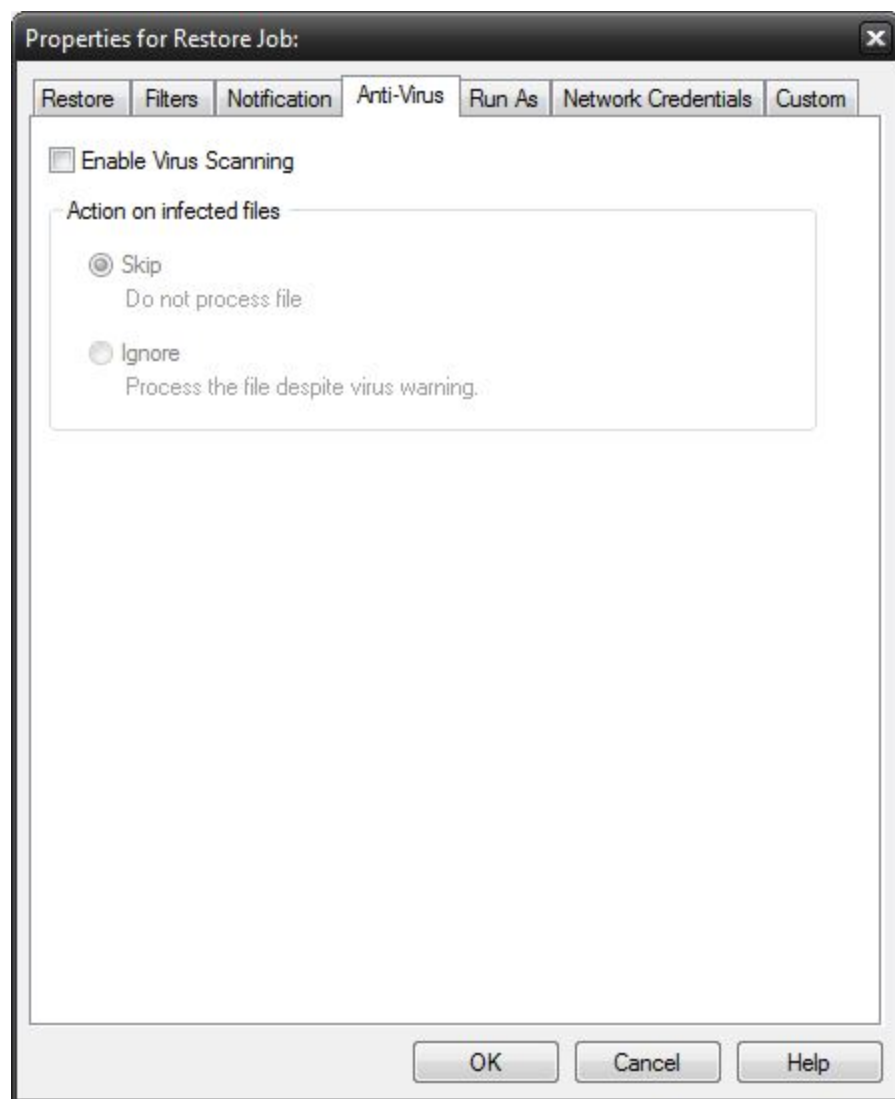 Properties for Restore Job:
Restore Filters Notification Anti-Virus Run As Network Credentials Custom
Enable Virus Scanning
Action on infected files
Skip
Do not process file
Ignore
Process the file despite virus warning.
OK Cancel Help